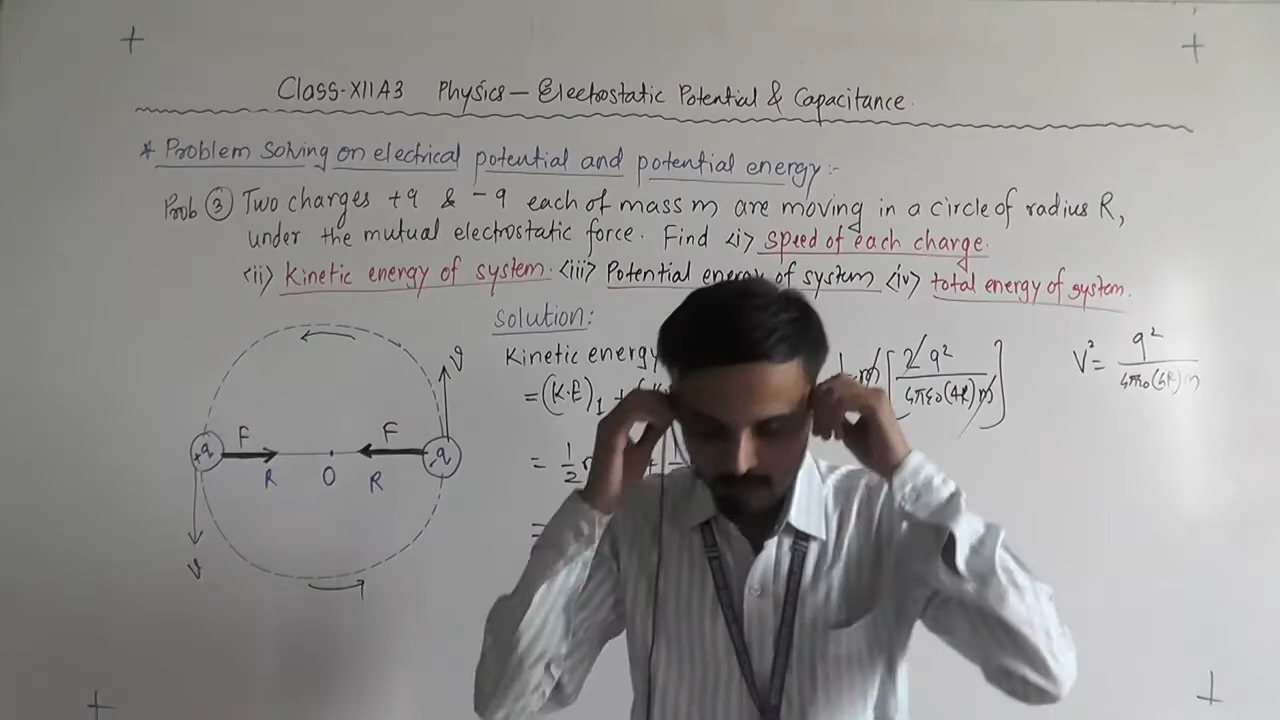 Class-XII A3 Physics — Electrostatic Potential & Capacitance.
* Problem solving on electrical potential and potential energy:-
Prob ③ Two charges +q & -q each of mass m are moving in a circle of radius R,
under the mutual electrostatic force. Find <i> speed of each charge.
<ii> Kinetic energy of system. <iii> Potential energy of system <iv> total energy of system.
Solution:
Kinetic energy
= (K.E)₁ +
= 1/2
=
m[2q²/4πε₀(4R)m]
V² = q²/4πε₀(4R)m
+q F R O R F -q
v
v